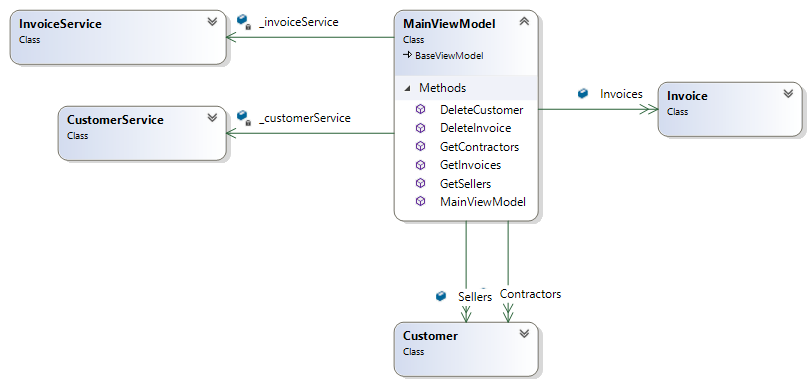 InvoiceService
Class
_invoiceService
MainViewModel
Class
BaseViewModel
Methods
DeleteCustomer
DeleteInvoice
GetContractors
GetInvoices
GetSellers
MainViewModel
Invoices
Invoice
Class
CustomerService
Class
_customerService
Sellers
Contractors
Customer
Class